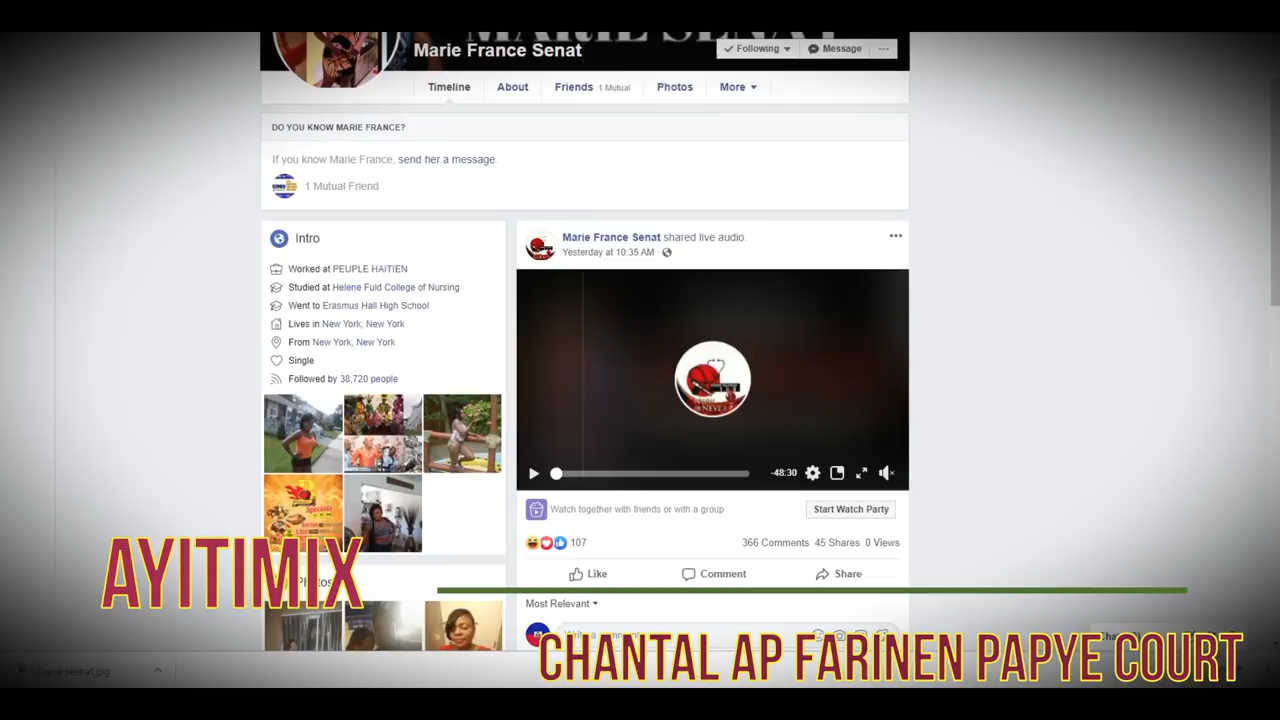 Marie France Senat
Following
Message
Timeline
About
Friends 1 Mutual
Photos
More
DO YOU KNOW MARIE FRANCE?
If you know Marie France, send her a message.
1 Mutual Friend
Intro
Worked at PEUPLE HAITIEN
Studied at Helene Fuld College of Nursing
Went to Erasmus Hall High School
Lives in New York, New York
From New York, New York
Single
Followed by 38,720 people
Marie France Senat shared live audio.
Yesterday at 10:35 AM
NEVER
-48:30
Watch together with friends or with a group
Start Watch Party
107
366 Comments 45 Shares 0 Views
Like
Comment
Share
Most Relevant
AYITIMIX
CHANTAL AP FARINEN PAPYE COURT